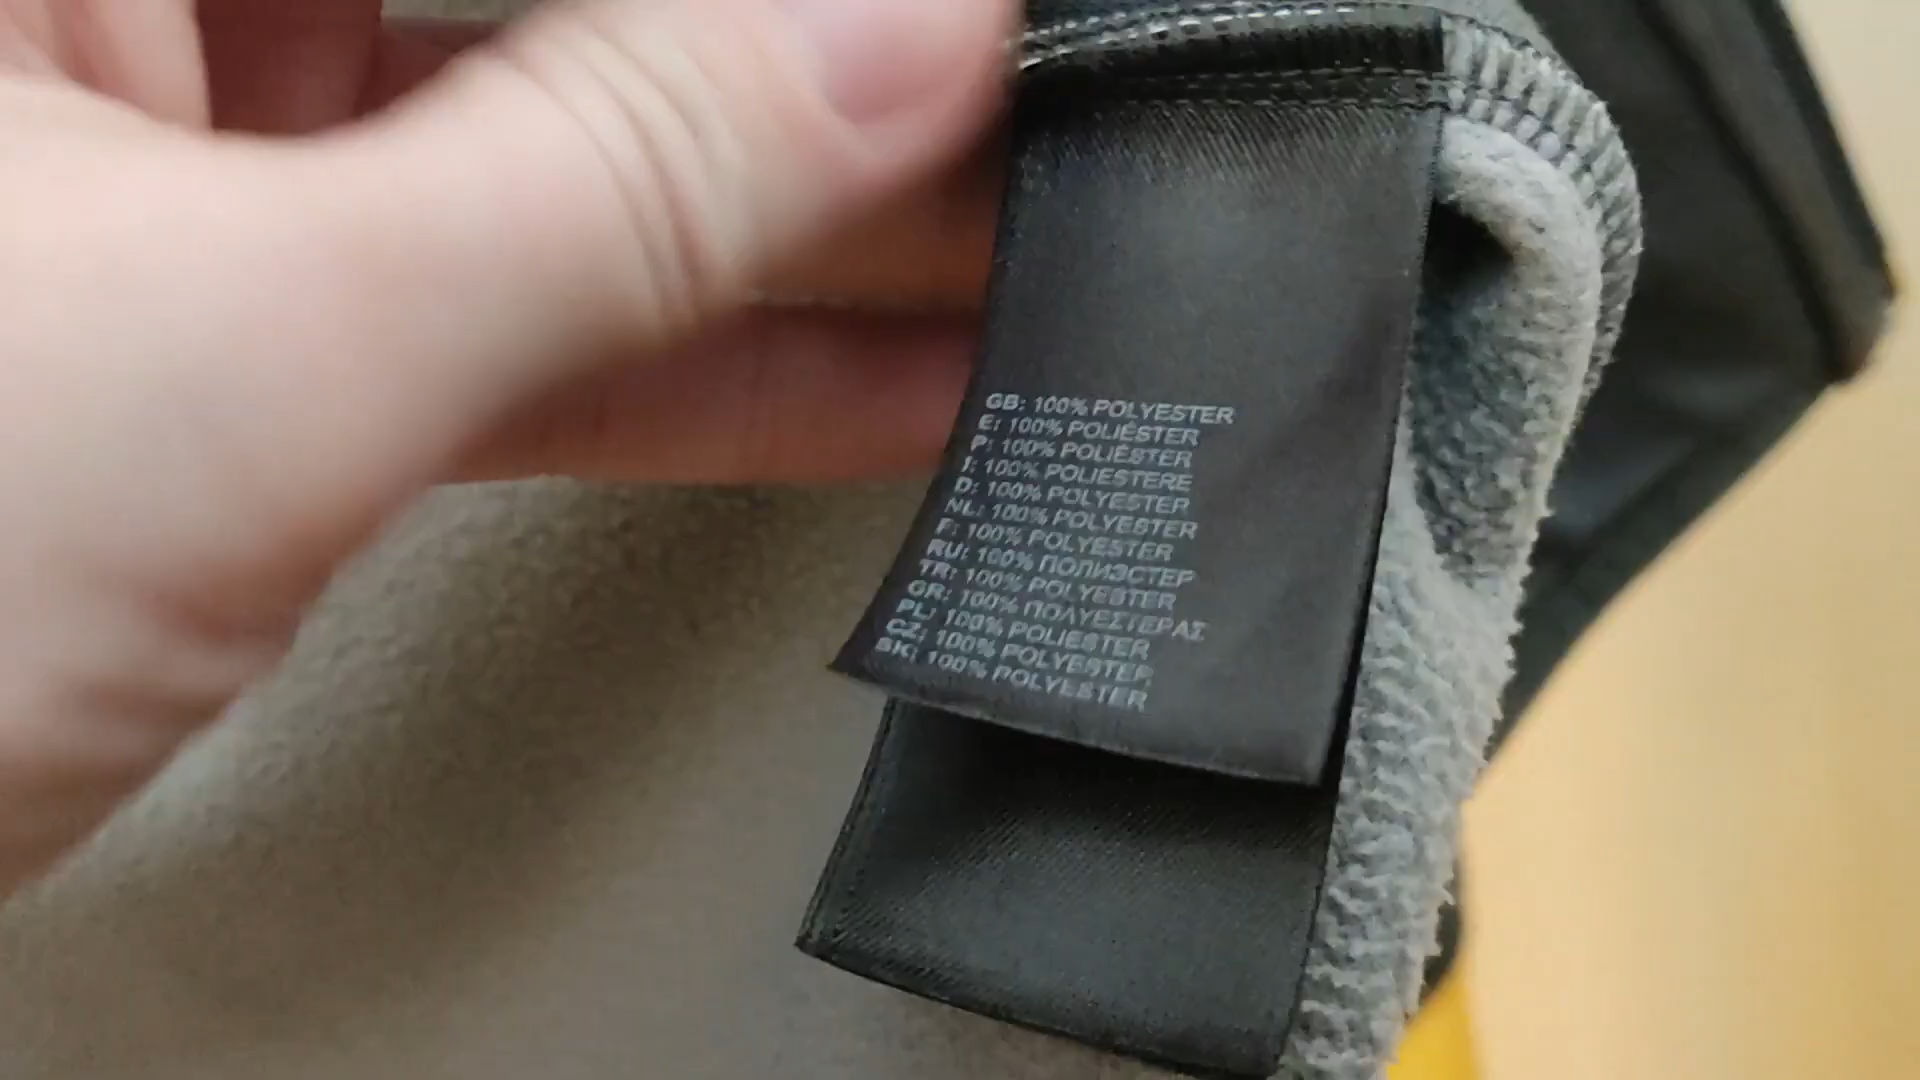 GB: 100% POLYESTER
E: 100% POLIÉSTER
P: 100% POLIÉSTER
I: 100% POLIESTERE
D: 100% POLYESTER
NL: 100% POLYESTER
F: 100% POLYESTER
RU: 100% ПОЛИЭСТЕР
TR: 100% POLYESTER
GR: 100% ΠΟΛΥΕΣΤΕΡΑΣ
PL: 100% POLIESTER
CZ: 100% POLYESTER
SK: 100% POLYESTER